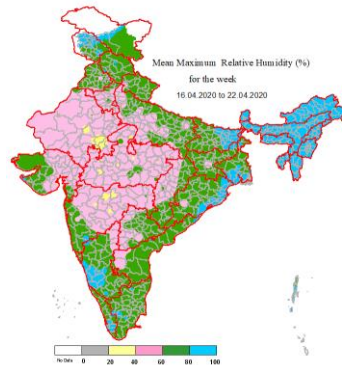 Mean Maximum Relative Humidity (%)
for the week
16.04.2020 to 22.04.2020
No Data 0 20 40 60 80 100